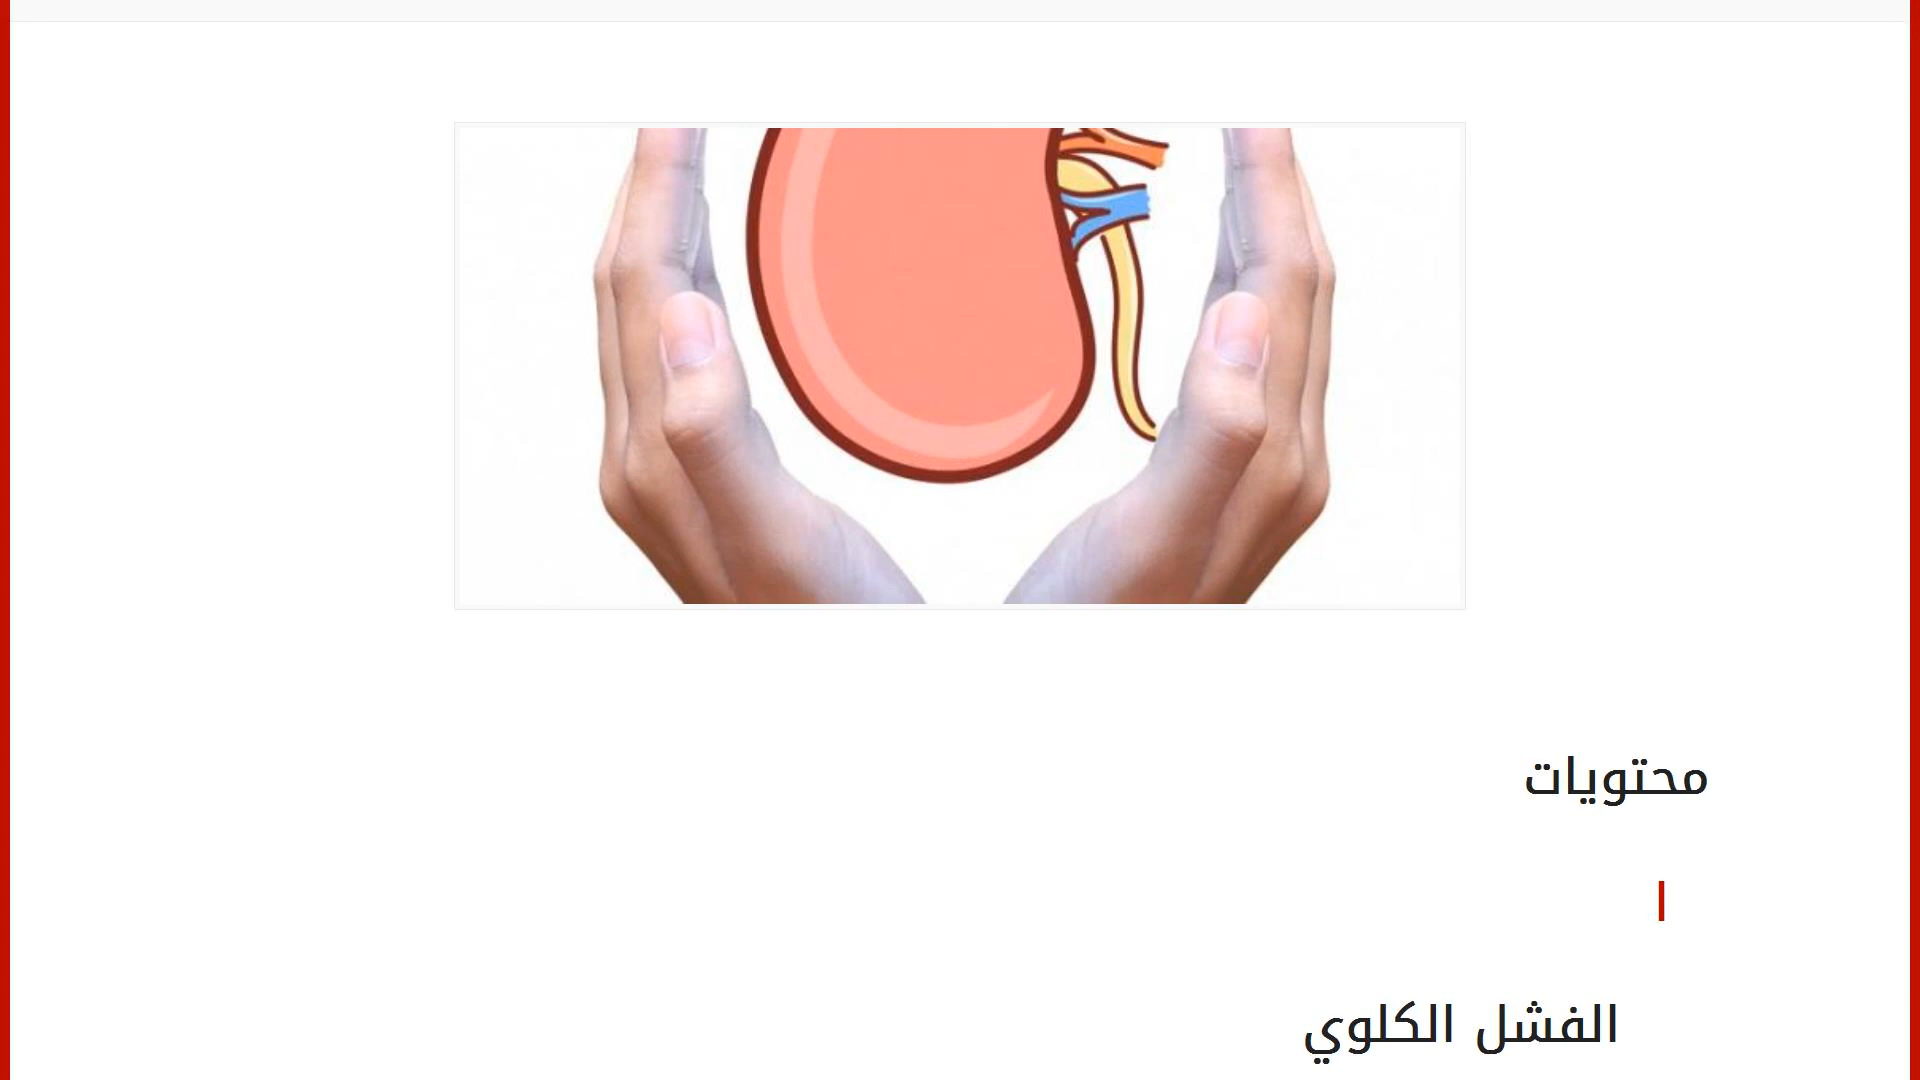 محتويات
ا
الفشل الكلوي